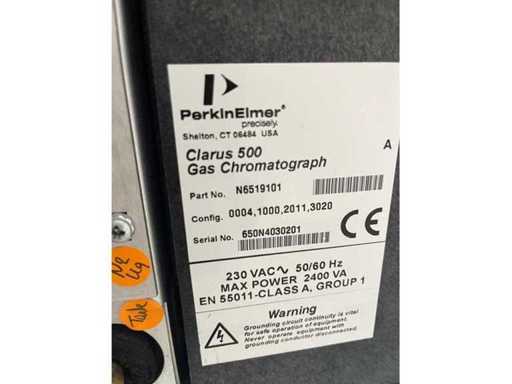 PerkinElmer®
precisely.
Shelton, CT 06484 USA
A
Clarus 500
Gas Chromatograph
Part No. N6519101
Config. 0004,1000,2011,3020
Serial No. 650N4030201
CE
230 VAC∿ 50/60 Hz
MAX POWER 2400 VA
EN 55011-CLASS A, GROUP 1
Warning
Grounding circuit continuity is vital
for safe operation of equipment.
Never operate equipment with
grounding conductor disconnected.